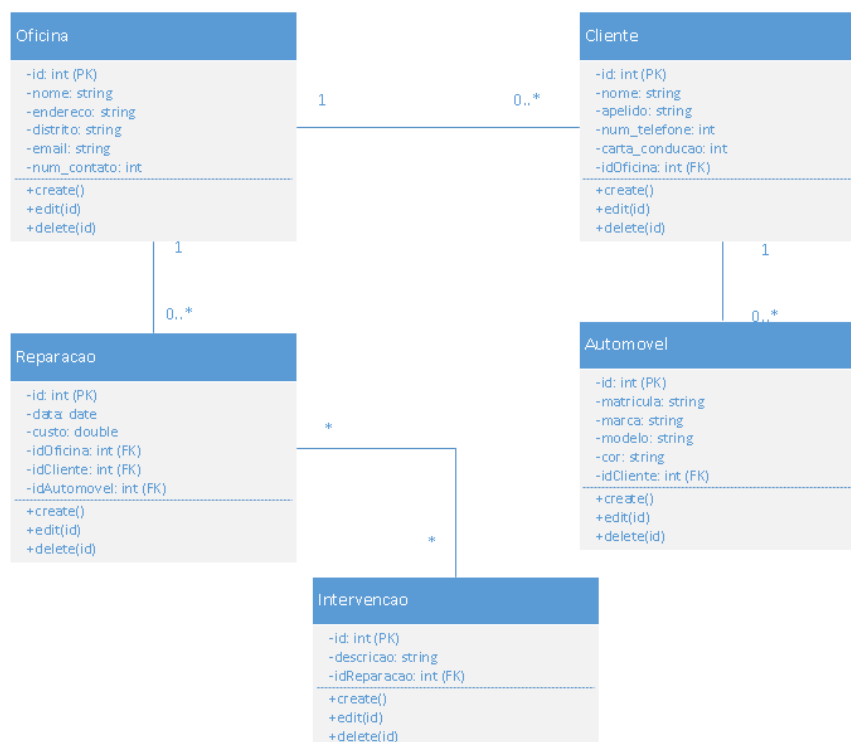 Oficina
-id: int (PK)
-nome: string
-endereco: string
-distrito: string
-email: string
-num_contato: int
+create()
+edit(id)
+delete(id)
1
0..*
Cliente
-id: int (PK)
-nome: string
-apelido: string
-num_telefone: int
-carta_conducao: int
-idOficina: int (FK)
+create()
+edit(id)
+delete(id)
1
0..*
1
0..*
Reparacao
-id: int (PK)
-data: date
-custo: double
-idOficina: int (FK)
-idCliente: int (FK)
-idAutomovel: int (FK)
+create()
+edit(id)
+delete(id)
*
*
Automovel
-id: int (PK)
-matricula: string
-marca: string
-modelo: string
-cor: string
-idCliente: int (FK)
+create()
+edit(id)
+delete(id)
Intervencao
-id: int (PK)
-descricao: string
-idReparacao: int (FK)
+create()
+edit(id)
+delete(id)